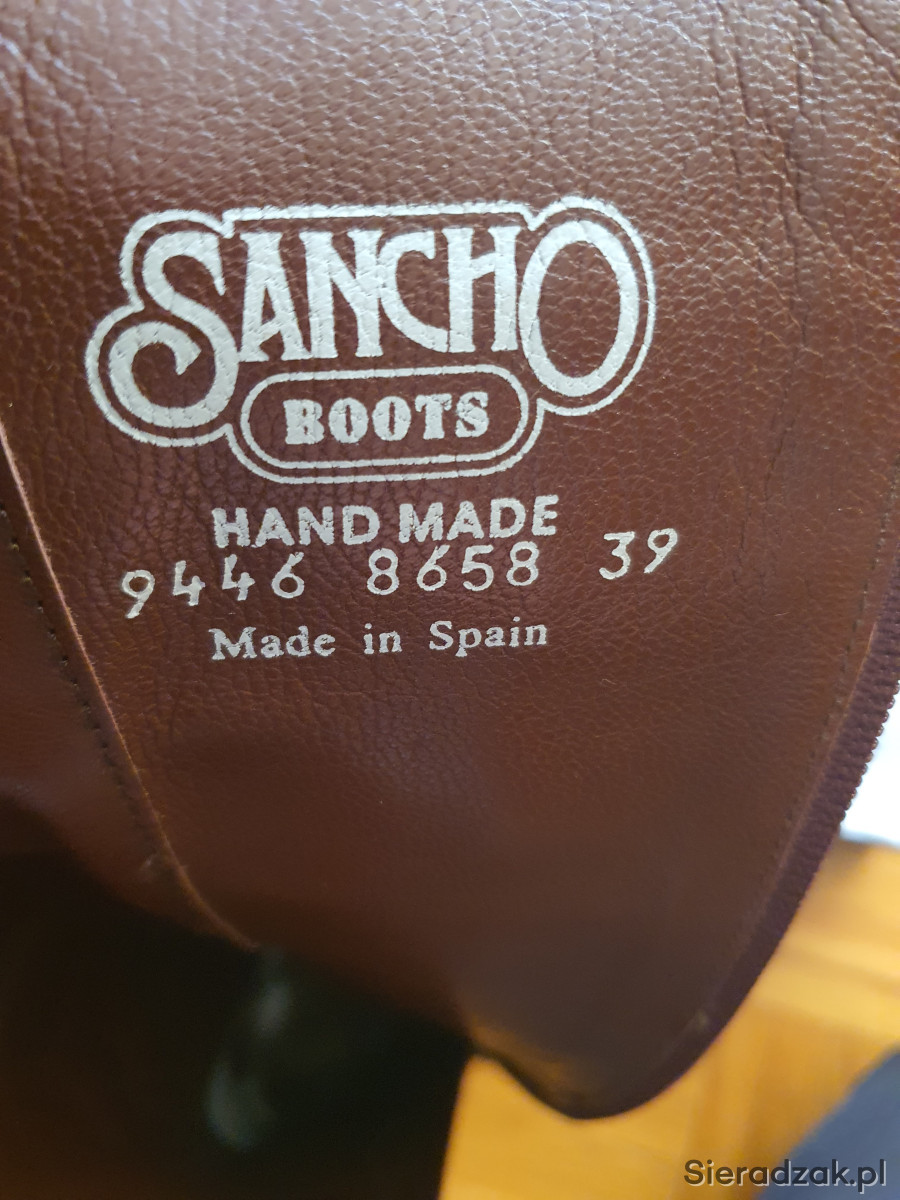 SANCHO
BOOTS
HAND MADE
9446 8658 39
Made in Spain
Sieradzak.pl